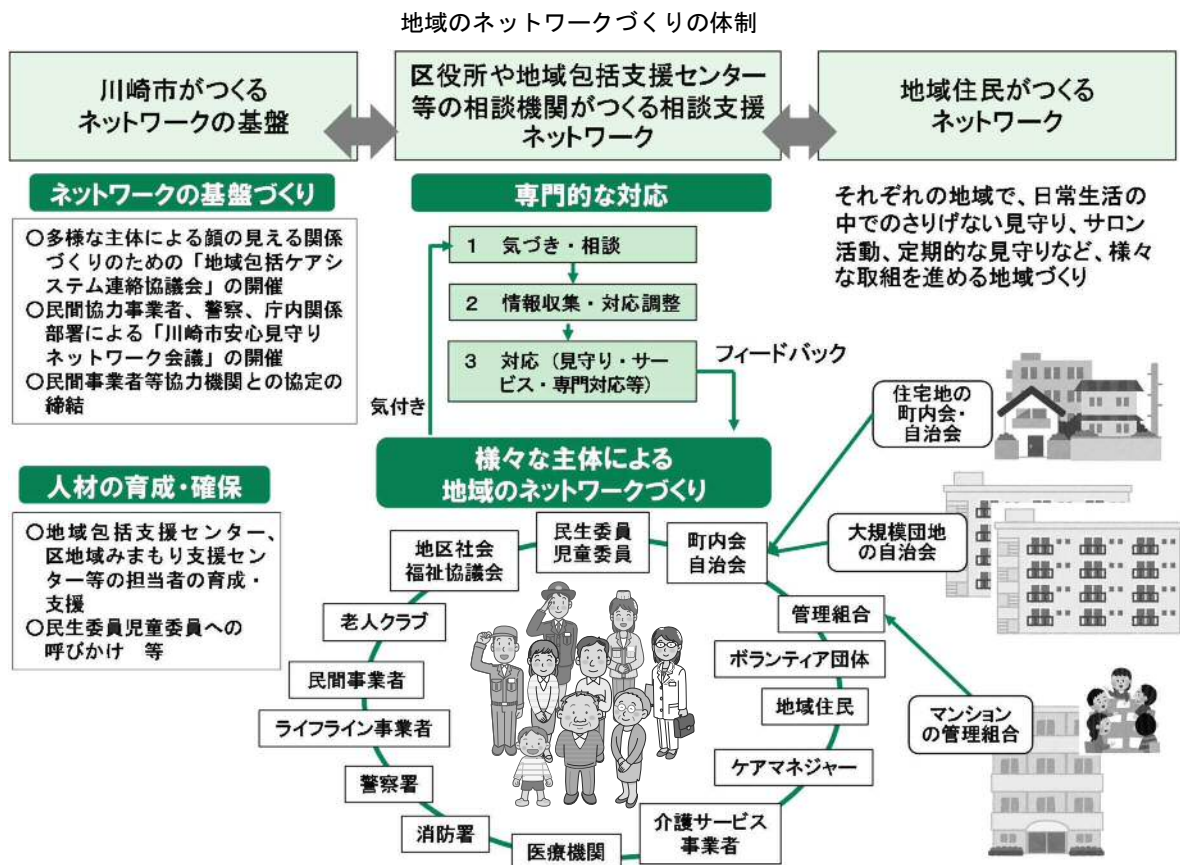 地域のネットワークづくりの体制
川崎市がつくる
ネットワークの基盤
区役所や地域包括支援センター
等の相談機関がつくる相談支援
ネットワーク
地域住民がつくる
ネットワーク
ネットワークの基盤づくり
○多様な主体による顔の見える関係
づくりのための「地域包括ケアシ
ステム連絡協議会」の開催
○民間協力事業者、警察、庁内関係
部署による「川崎市安心見守り
ネットワーク会議」の開催
○民間事業者等協力機関との協定の
締結
人材の育成・確保
○地域包括支援センター、
区地域みまもり支援セン
ター等の担当者の育成・
支援
○民生委員児童委員への
呼びかけ 等
専門的な対応
1 気づき・相談
2 情報収集・対応調整
3 対応（見守り・サー
ビス・専門対応等）
気付き
フィードバック
それぞれの地域で、日常生活の
中でのさりげない見守り、サロン
活動、定期的な見守りなど、様々
な取組を進める地域づくり
様々な主体による
地域のネットワークづくり
民生委員
児童委員
町内会
自治会
管理組合
ボランティア団体
地域住民
ケアマネジャー
介護サービス
事業者
医療機関
消防署
警察署
ライフライン事業者
民間事業者
老人クラブ
地区社会
福祉協議会
住宅地の
町内会・
自治会
大規模団地
の自治会
マンション
の管理組合